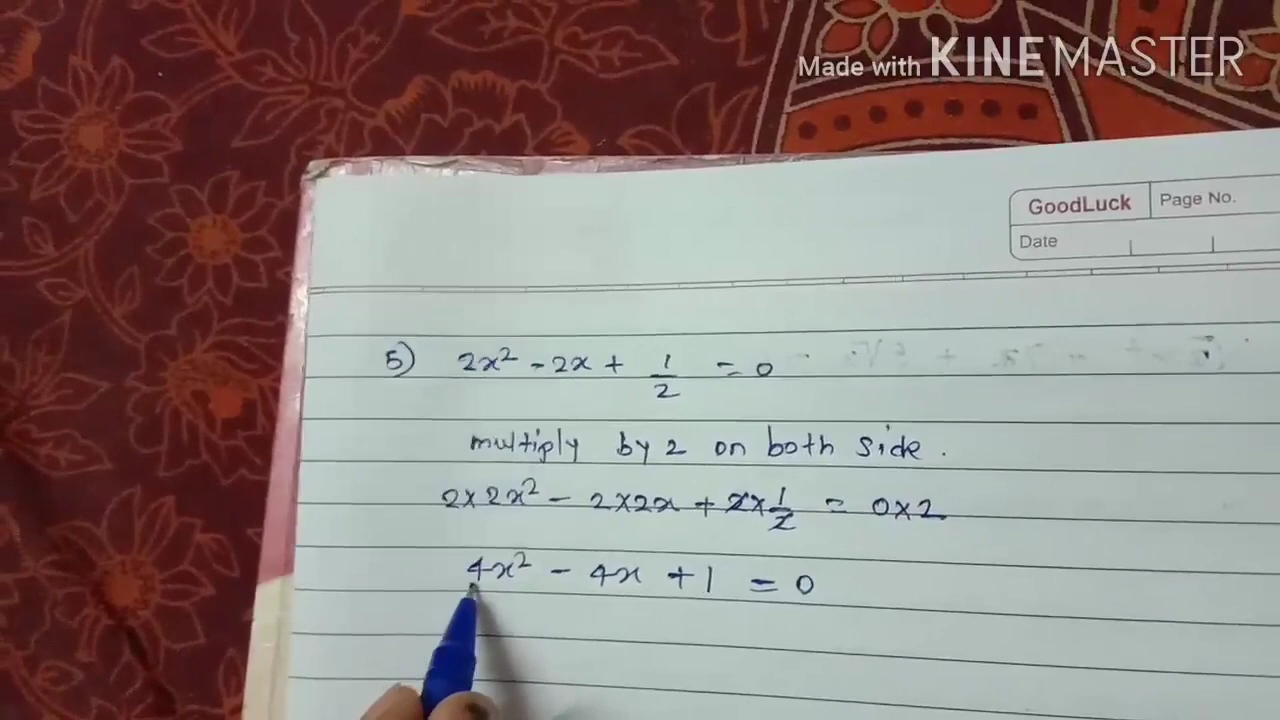 Made with KINEMASTER
GoodLuck Page No.
Date
5) 2x² - 2x + 1/2 = 0
multiply by 2 on both side.
2×2x² - 2×2x + 2×1/2 = 0×2
4x² - 4x + 1 = 0